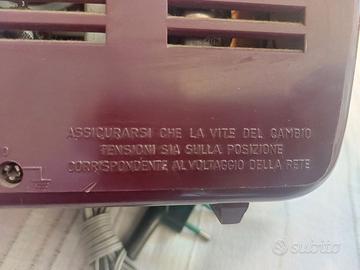 ASSICURARSI CHE LA VITE DEL CAMBIO
TENSIONI SIA SULLA POSIZIONE
CORRISPONDENTE AL VOLTAGGIO DELLA RETE
subito